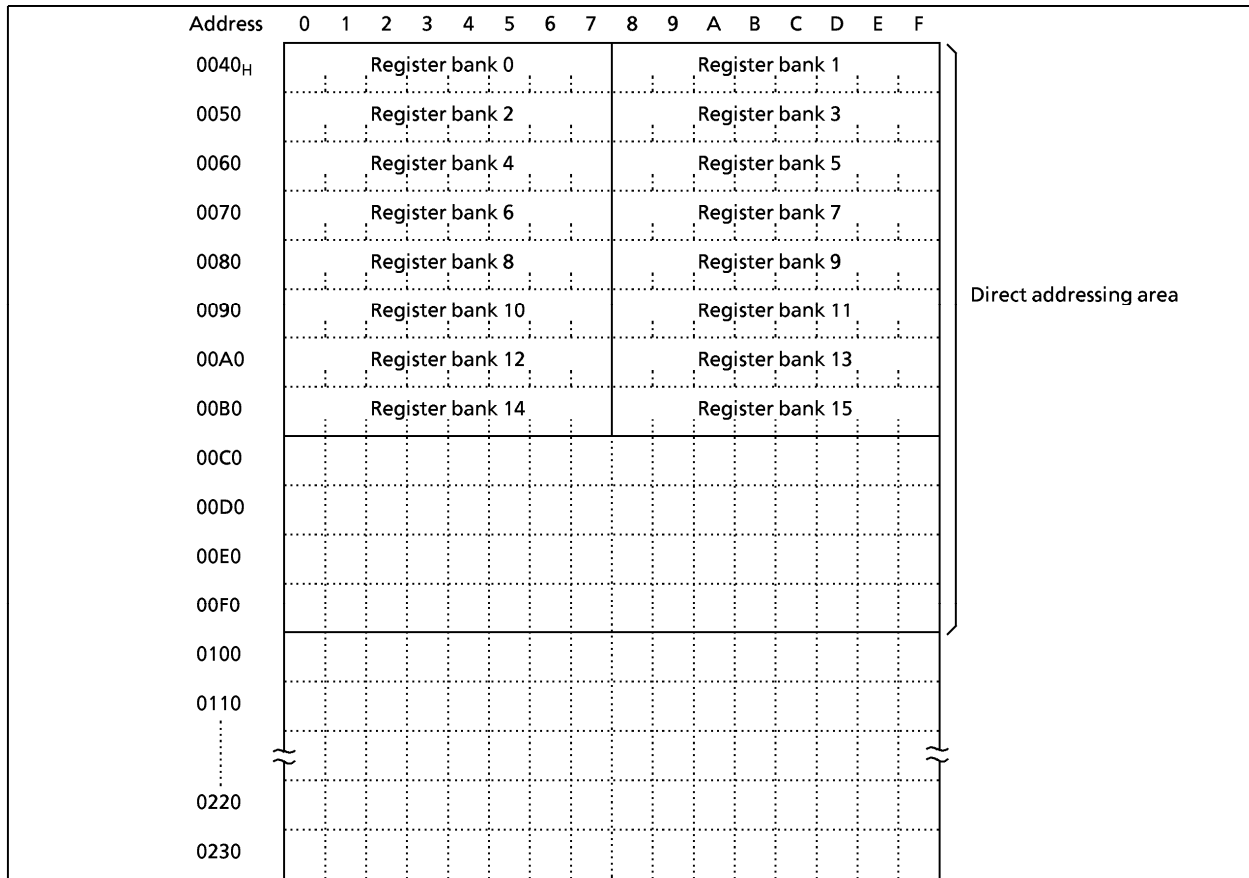 Address 0 1 2 3 4 5 6 7 8 9 A B C D E F
0040H Register bank 0 Register bank 1
0050 Register bank 2 Register bank 3
0060 Register bank 4 Register bank 5
0070 Register bank 6 Register bank 7
0080 Register bank 8 Register bank 9
Direct addressing area
0090 Register bank 10 Register bank 11
00A0 Register bank 12 Register bank 13
00B0 Register bank 14 Register bank 15
00C0
00D0
00E0
00F0
0100
0110
0220
0230